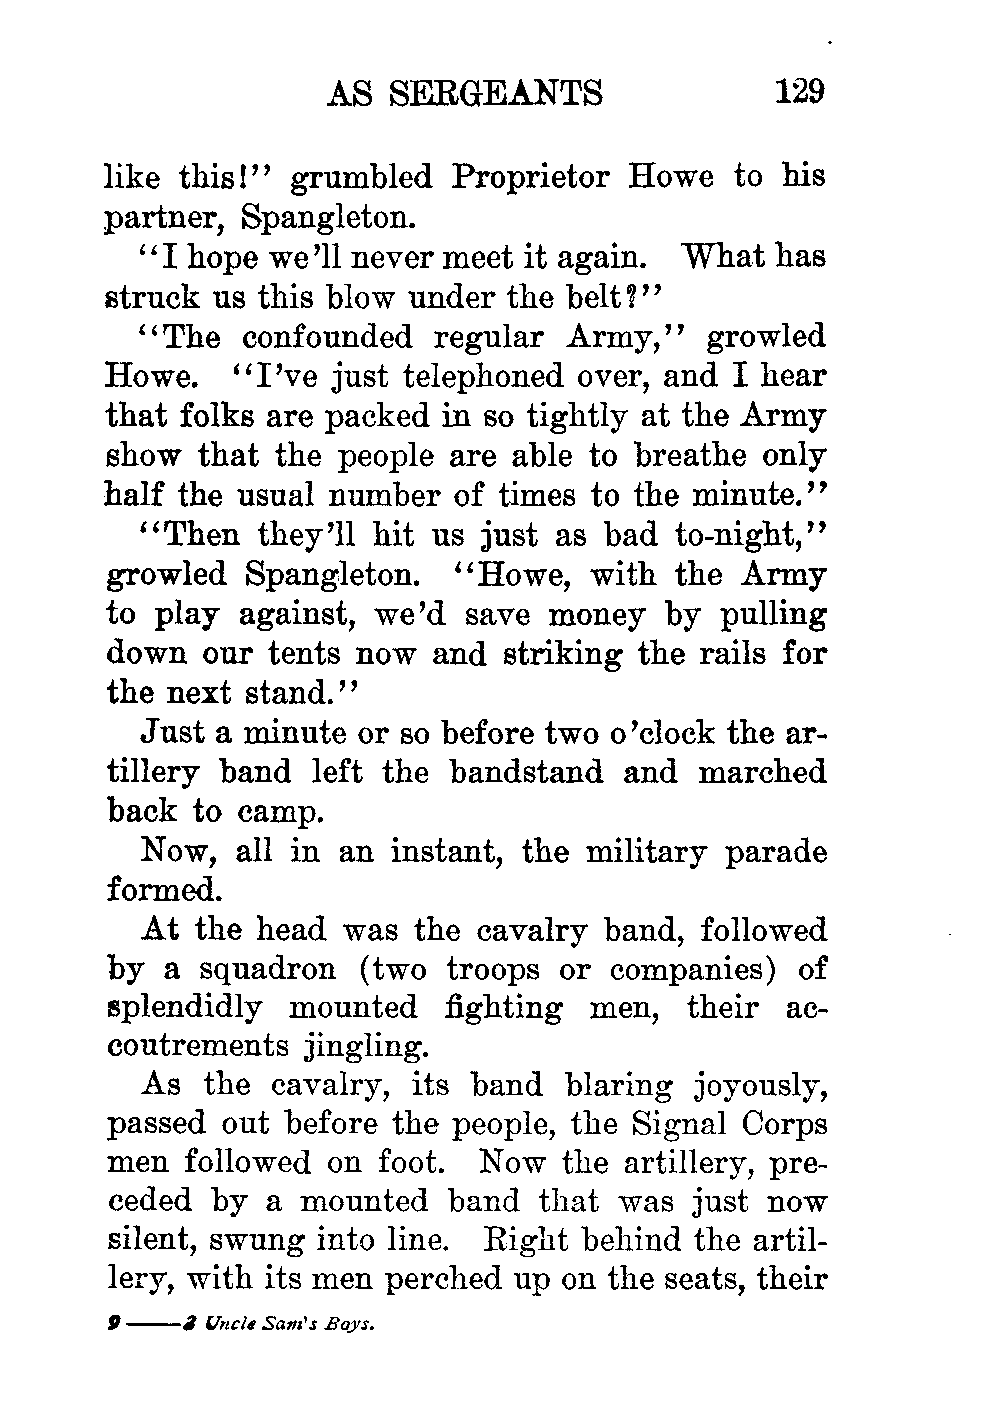 AS SERGEANTS 129
like this!" grumbled Proprietor Howe to his
partner, Spangleton.
"I hope we'll never meet it again. What has
struck us this blow under the belt?"
"The confounded regular Army," growled
Howe. "I've just telephoned over, and I hear
that folks are packed in so tightly at the Army
show that the people are able to breathe only
half the usual number of times to the minute."
"Then they'll hit us just as bad to-night,"
growled Spangleton. "Howe, with the Army
to play against, we'd save money by pulling
down our tents now and striking the rails for
the next stand."
Just a minute or so before two o'clock the ar-
tillery band left the bandstand and marched
back to camp.
Now, all in an instant, the military parade
formed.
At the head was the cavalry band, followed
by a squadron (two troops or companies) of
splendidly mounted fighting men, their ac-
coutrements jingling.
As the cavalry, its band blaring joyously,
passed out before the people, the Signal Corps
men followed on foot. Now the artillery, pre-
ceded by a mounted band that was just now
silent, swung into line. Right behind the artil-
lery, with its men perched up on the seats, their
9——2 Uncle Sam's Boys.